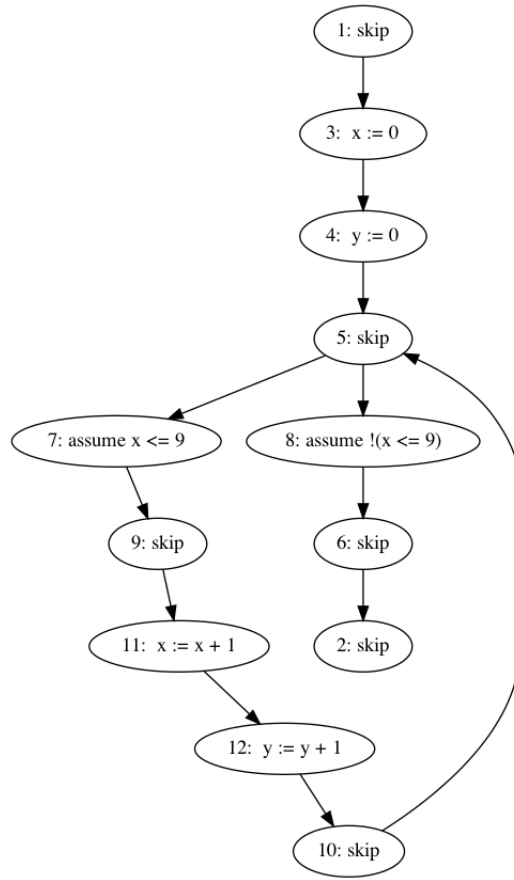 1: skip
3: x := 0
4: y := 0
5: skip
7: assume x <= 9
8: assume !(x <= 9)
9: skip
6: skip
11: x := x + 1
2: skip
12: y := y + 1
10: skip